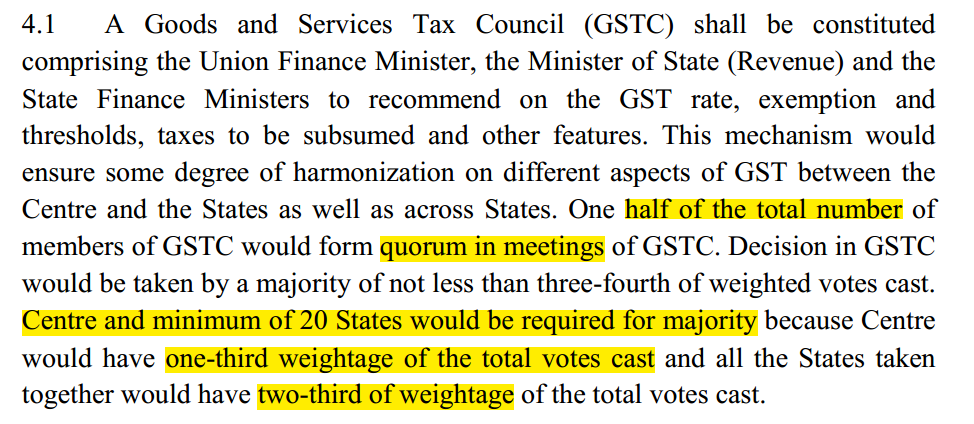 4.1 A Goods and Services Tax Council (GSTC) shall be constituted
comprising the Union Finance Minister, the Minister of State (Revenue) and the
State Finance Ministers to recommend on the GST rate, exemption and
thresholds, taxes to be subsumed and other features. This mechanism would
ensure some degree of harmonization on different aspects of GST between the
Centre and the States as well as across States. One half of the total number of
members of GSTC would form quorum in meetings of GSTC. Decision in GSTC
would be taken by a majority of not less than three-fourth of weighted votes cast.
Centre and minimum of 20 States would be required for majority because Centre
would have one-third weightage of the total votes cast and all the States taken
together would have two-third of weightage of the total votes cast.